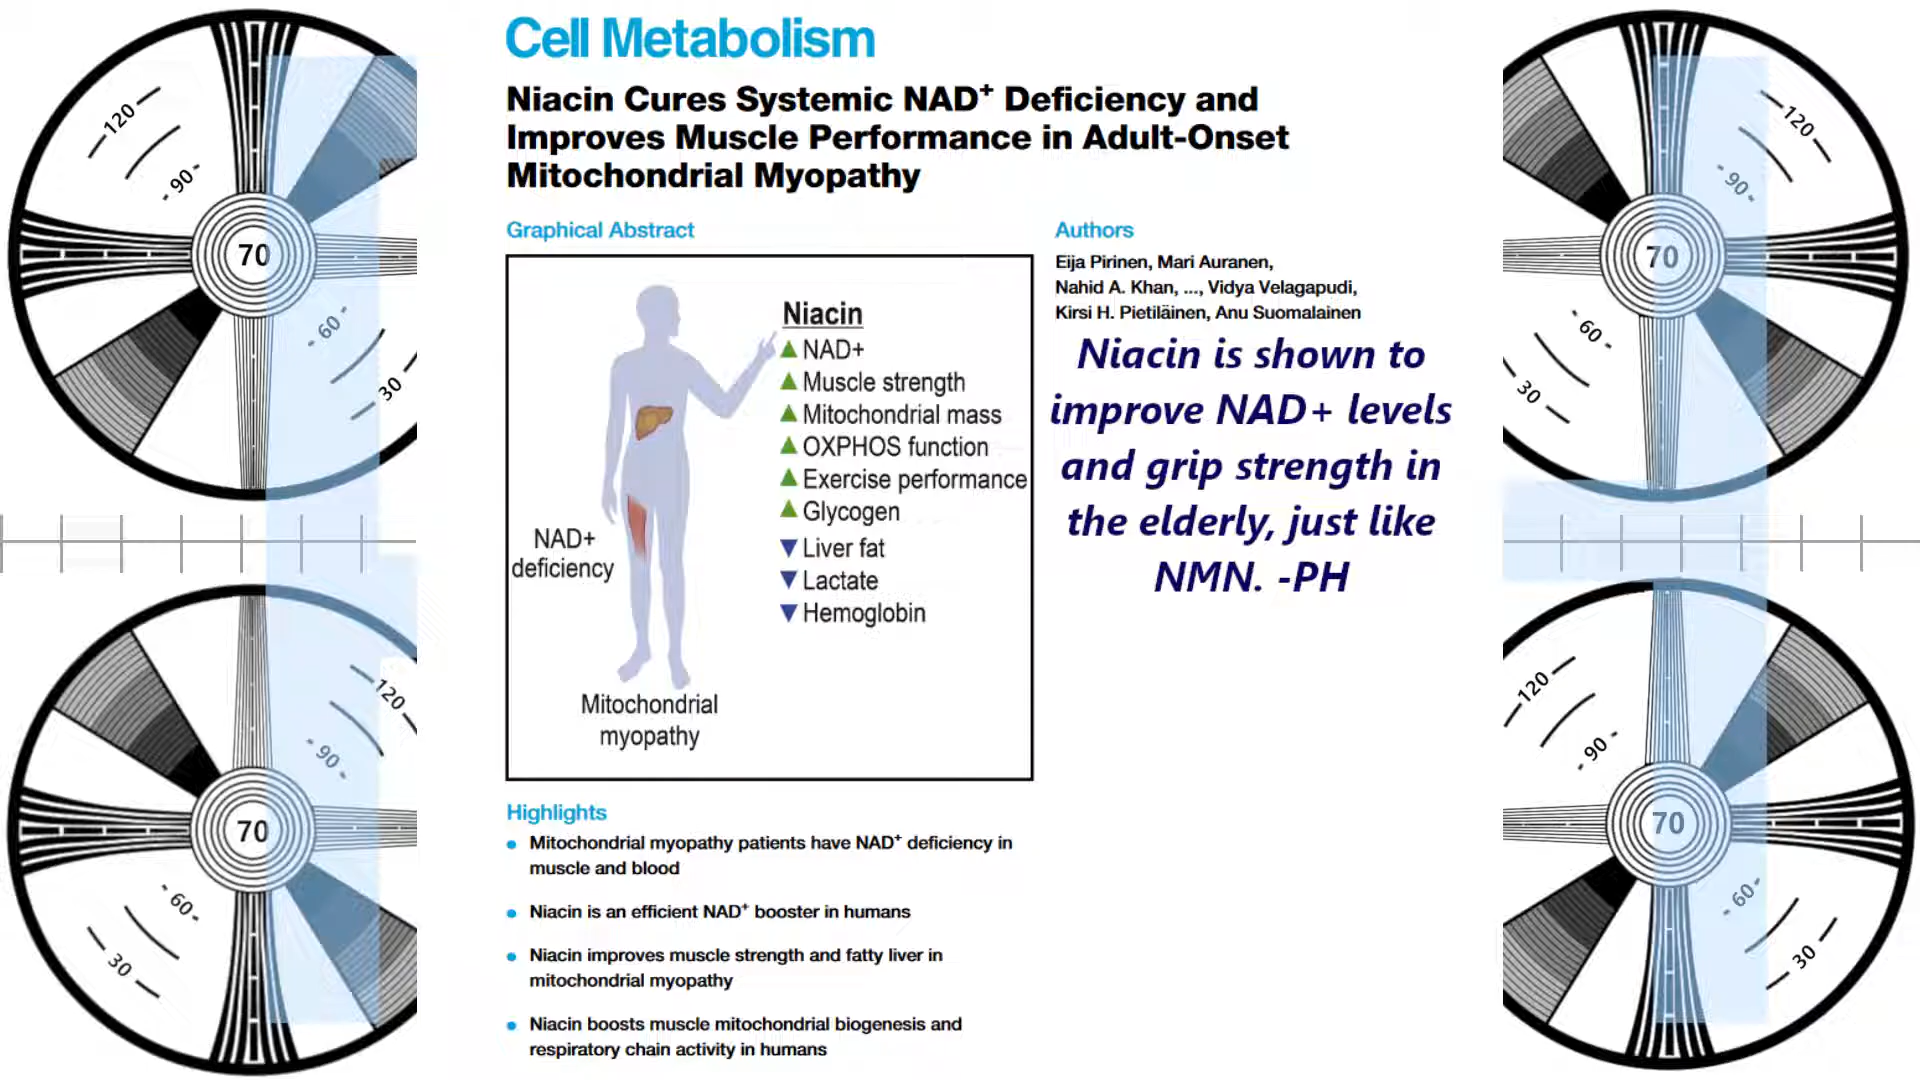 Cell Metabolism
Niacin Cures Systemic NAD+ Deficiency and
Improves Muscle Performance in Adult-Onset
Mitochondrial Myopathy
Graphical Abstract
Niacin
▲ NAD+
▲ Muscle strength
▲ Mitochondrial mass
▲ OXPHOS function
▲ Exercise performance
▲ Glycogen
▼ Liver fat
▼ Lactate
▼ Hemoglobin
NAD+
deficiency
Mitochondrial
myopathy
Authors
Eija Pirinen, Mari Auranen,
Nahid A. Khan, ..., Vidya Velagapudi,
Kirsi H. Pietiläinen, Anu Suomalainen
Niacin is shown to
improve NAD+ levels
and grip strength in
the elderly, just like
NMN. -PH
Highlights
• Mitochondrial myopathy patients have NAD+ deficiency in
muscle and blood
• Niacin is an efficient NAD+ booster in humans
• Niacin improves muscle strength and fatty liver in
mitochondrial myopathy
• Niacin boosts muscle mitochondrial biogenesis and
respiratory chain activity in humans
120
-90-
70
-60-
30
120
-90-
70
-60-
30
120
-90-
70
-60-
30
120
-90-
70
-60-
30